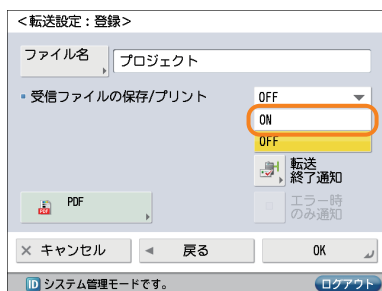 <転送設定：登録>
ファイル名
プロジェクト
受信ファイルの保存/プリント
OFF
ON
OFF
転送
終了通知
PDF
エラー時
のみ通知
キャンセル
戻る
OK
ID システム管理モードです。
ログアウト